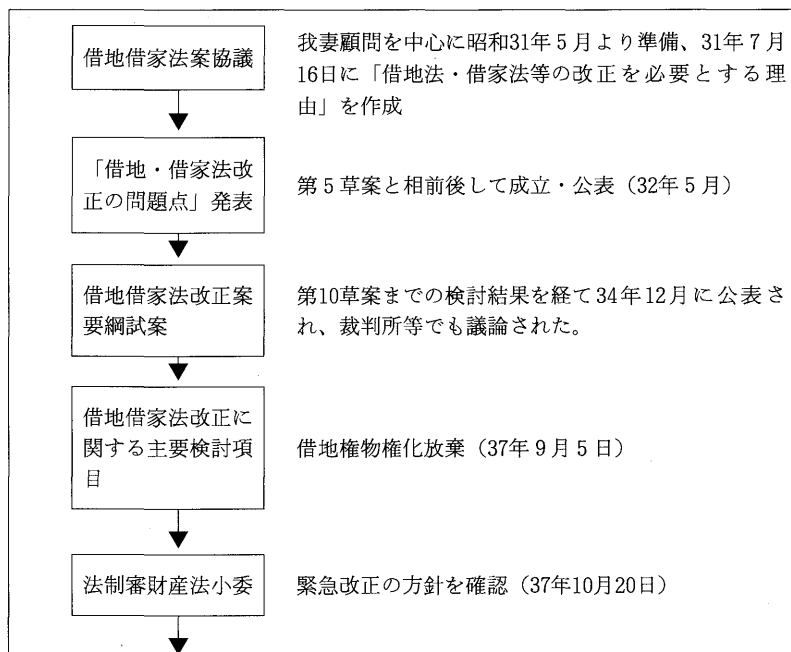 借地借家法案協議
我妻顧問を中心に昭和31年5月より準備、31年7月
16日に「借地法・借家法等の改正を必要とする理
由」を作成
「借地・借家法改
正の問題点」発表
第5草案と相前後して成立・公表（32年5月）
借地借家法改正案
要綱試案
第10草案までの検討結果を経て34年12月に公表さ
れ、裁判所等でも議論された。
借地借家法改正に
関する主要検討項
目
借地権物権化放棄（37年9月5日）
法制審財産法小委
緊急改正の方針を確認（37年10月20日）